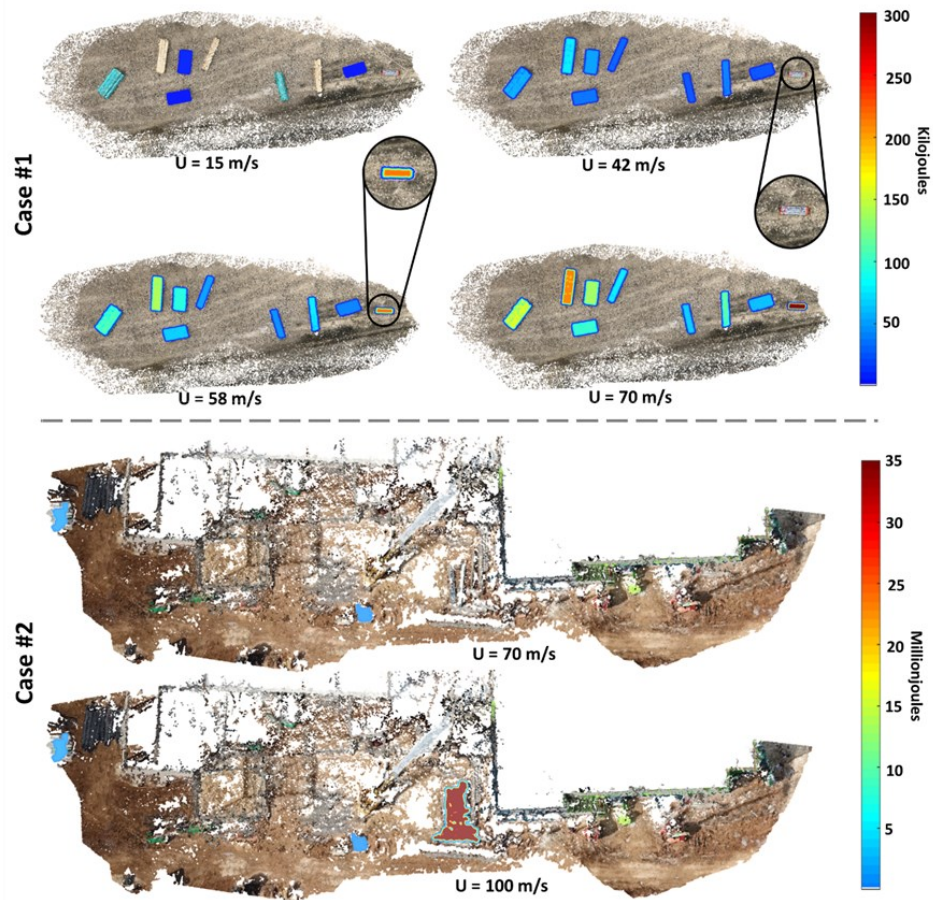 300
250
200
150
100
50
Kilojoules
Case #1
U = 15 m/s
U = 42 m/s
U = 58 m/s
U = 70 m/s
35
30
25
20
15
10
5
Millionjoules
Case #2
U = 70 m/s
U = 100 m/s